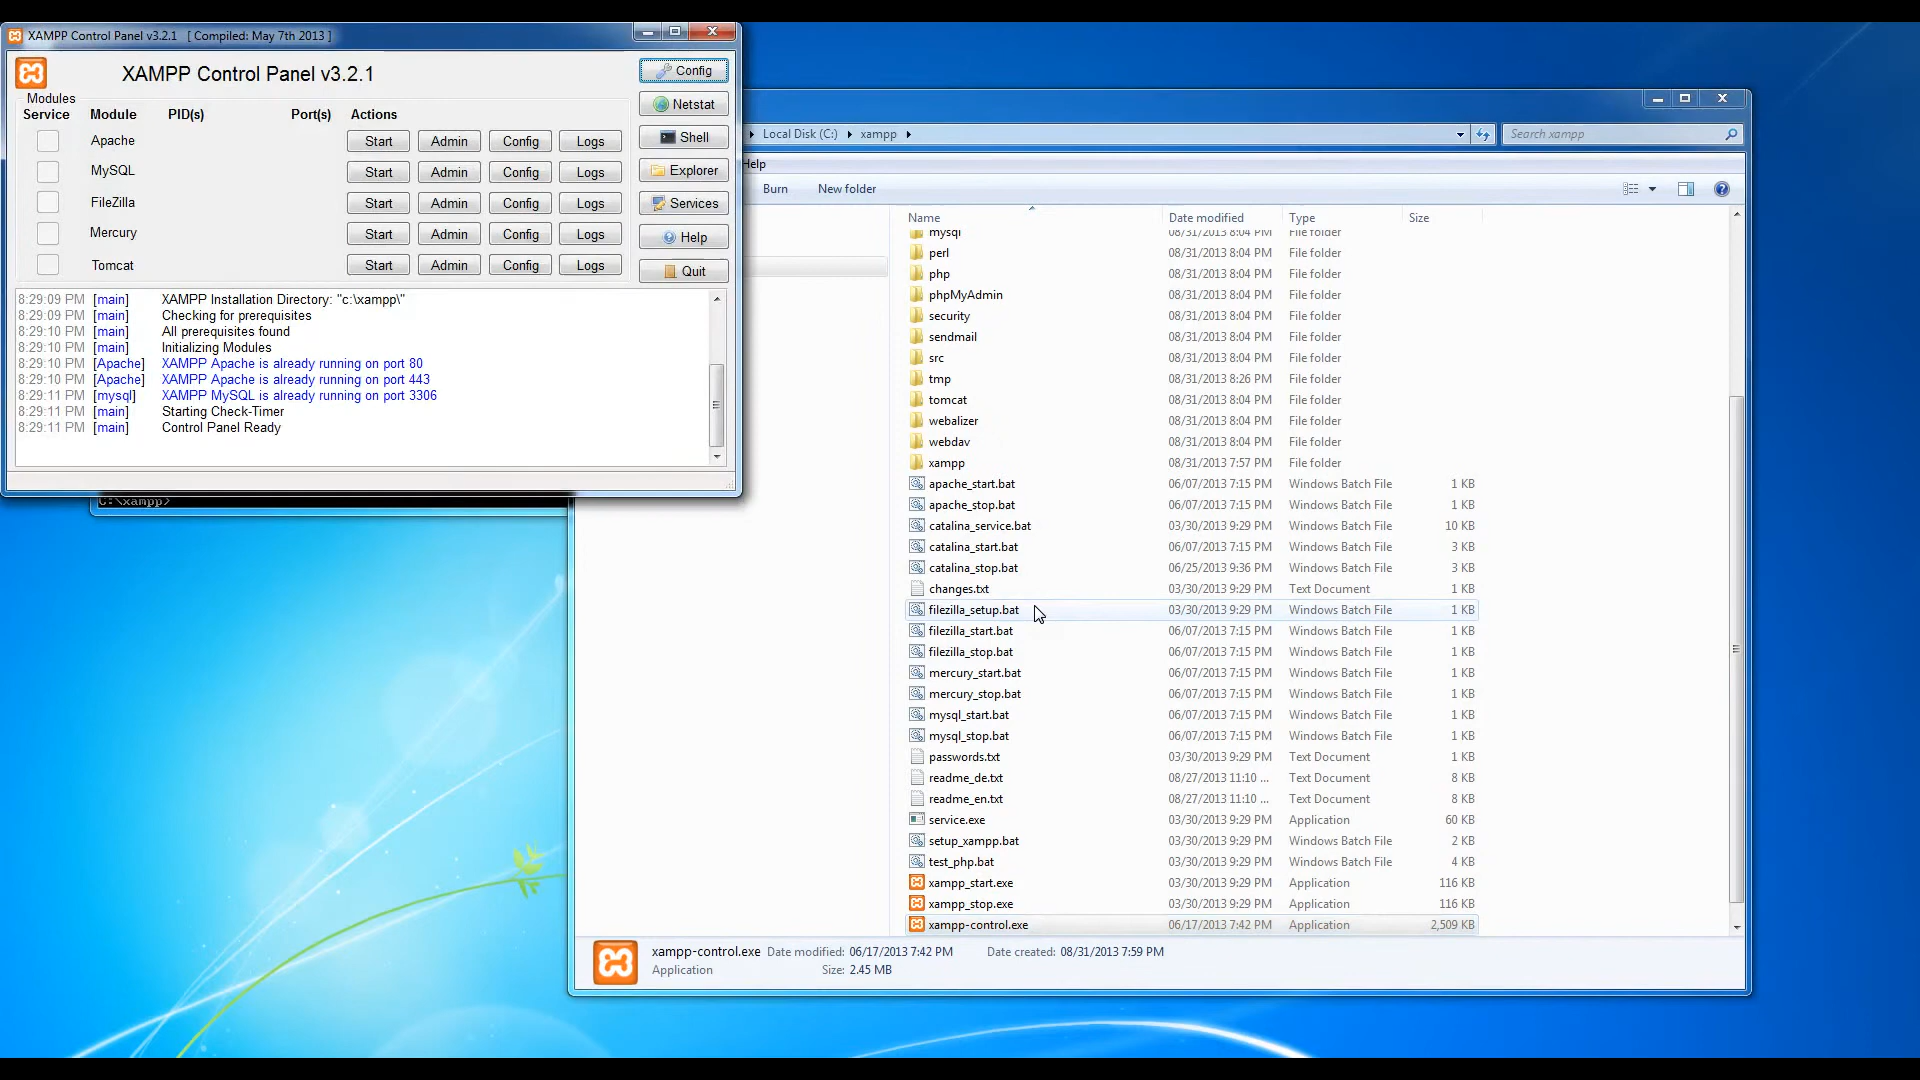 XAMPP Control Panel v3.2.1 [ Compiled: May 7th 2013 ]
XAMPP Control Panel v3.2.1
Config
Modules
Service Module PID(s) Port(s) Actions
Netstat
Apache Start Admin Config Logs
Shell
MySQL Start Admin Config Logs
Explorer
FileZilla Start Admin Config Logs
Services
Mercury Start Admin Config Logs
Help
Tomcat Start Admin Config Logs
Quit
8:29:09 PM [main] XAMPP Installation Directory: "c:\xampp\"
8:29:09 PM [main] Checking for prerequisites
8:29:10 PM [main] All prerequisites found
8:29:10 PM [main] Initializing Modules
8:29:10 PM [Apache] XAMPP Apache is already running on port 80
8:29:10 PM [Apache] XAMPP Apache is already running on port 443
8:29:11 PM [mysql] XAMPP MySQL is already running on port 3306
8:29:11 PM [main] Starting Check-Timer
8:29:11 PM [main] Control Panel Ready
C:\xampp>
Local Disk (C:) xampp Search xampp
Help
Burn New folder
Name Date modified Type Size
mysql 08/31/2013 8:04 PM File folder
perl 08/31/2013 8:04 PM File folder
php 08/31/2013 8:04 PM File folder
phpMyAdmin 08/31/2013 8:04 PM File folder
security 08/31/2013 8:04 PM File folder
sendmail 08/31/2013 8:04 PM File folder
src 08/31/2013 8:04 PM File folder
tmp 08/31/2013 8:26 PM File folder
tomcat 08/31/2013 8:04 PM File folder
webalizer 08/31/2013 8:04 PM File folder
webdav 08/31/2013 8:04 PM File folder
xampp 08/31/2013 7:57 PM File folder
apache_start.bat 06/07/2013 7:15 PM Windows Batch File 1 KB
apache_stop.bat 06/07/2013 7:15 PM Windows Batch File 1 KB
catalina_service.bat 03/30/2013 9:29 PM Windows Batch File 10 KB
catalina_start.bat 06/07/2013 7:15 PM Windows Batch File 3 KB
catalina_stop.bat 06/25/2013 9:36 PM Windows Batch File 3 KB
changes.txt 03/30/2013 9:29 PM Text Document 1 KB
filezilla_setup.bat 03/30/2013 9:29 PM Windows Batch File 1 KB
filezilla_start.bat 06/07/2013 7:15 PM Windows Batch File 1 KB
filezilla_stop.bat 06/07/2013 7:15 PM Windows Batch File 1 KB
mercury_start.bat 06/07/2013 7:15 PM Windows Batch File 1 KB
mercury_stop.bat 06/07/2013 7:15 PM Windows Batch File 1 KB
mysql_start.bat 06/07/2013 7:15 PM Windows Batch File 1 KB
mysql_stop.bat 06/07/2013 7:15 PM Windows Batch File 1 KB
passwords.txt 03/30/2013 9:29 PM Text Document 1 KB
readme_de.txt 08/27/2013 11:10 ... Text Document 8 KB
readme_en.txt 08/27/2013 11:10 ... Text Document 8 KB
service.exe 03/30/2013 9:29 PM Application 60 KB
setup_xampp.bat 03/30/2013 9:29 PM Windows Batch File 2 KB
test_php.bat 03/30/2013 9:29 PM Windows Batch File 4 KB
xampp_start.exe 03/30/2013 9:29 PM Application 116 KB
xampp_stop.exe 03/30/2013 9:29 PM Application 116 KB
xampp-control.exe 06/17/2013 7:42 PM Application 2,509 KB
xampp-control.exe Date modified: 06/17/2013 7:42 PM Date created: 08/31/2013 7:59 PM
Application Size: 2.45 MB